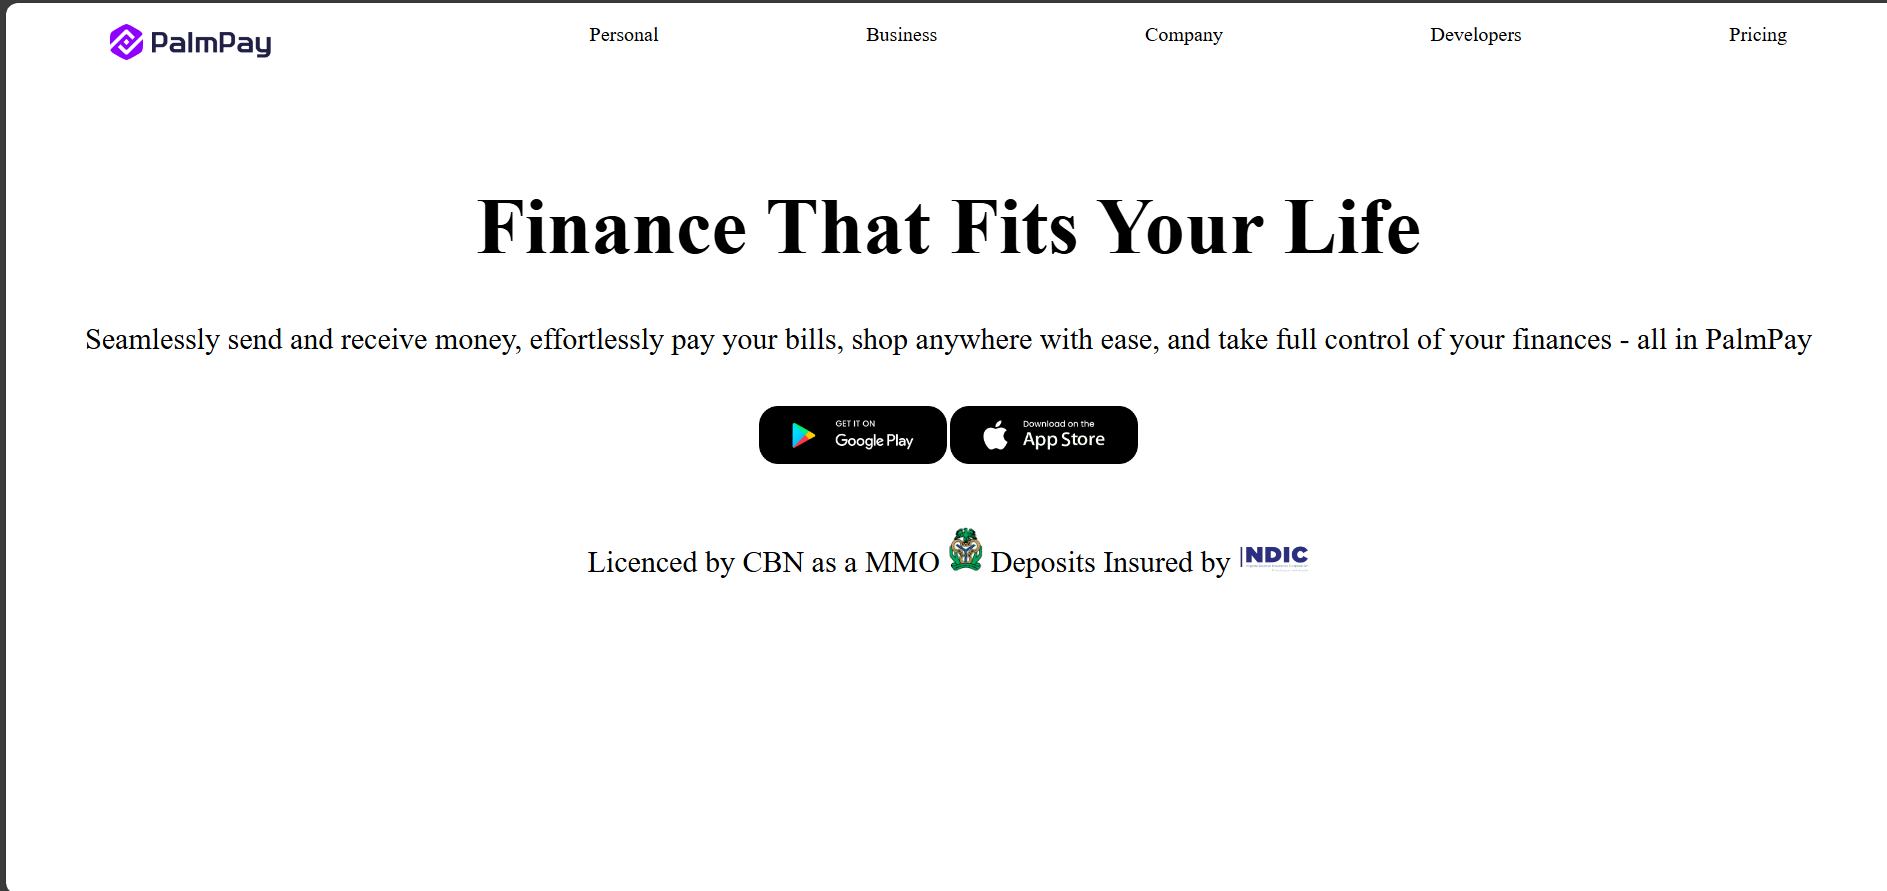 PalmPay
Personal Business Company Developers Pricing
Finance That Fits Your Life
Seamlessly send and receive money, effortlessly pay your bills, shop anywhere with ease, and take full control of your finances - all in PalmPay
GET IT ON
Google Play
Download on the
App Store
Licenced by CBN as a MMO Deposits Insured by NDIC